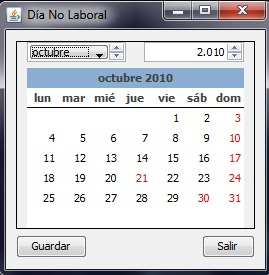 Día No Laboral
octubre 2.010
octubre 2010
lun mar mié jue vie sáb dom
1 2 3
4 5 6 7 8 9 10
11 12 13 14 15 16 17
18 19 20 21 22 23 24
25 26 27 28 29 30 31
Guardar Salir